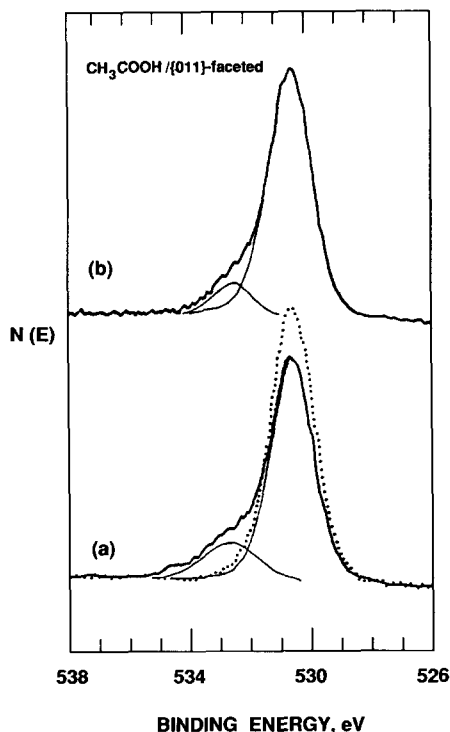 CH₃COOH/{011}-faceted
(b)
N (E)
(a)
538 534 530 526
BINDING ENERGY, eV